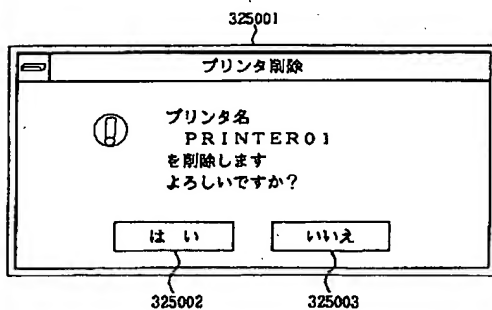 325001
プリンタ削除
プリンタ名
PRINTER01
を削除します
よろしいですか?
はい いいえ
325002 325003